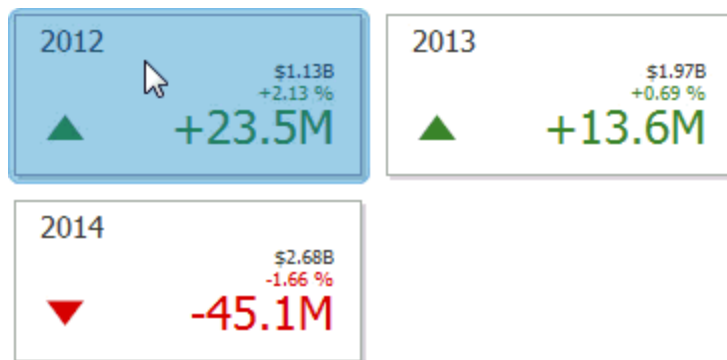 2012
$1.13B
+2.13 %
+23.5M
2013
$1.97B
+0.69 %
+13.6M
2014
$2.68B
-1.66 %
-45.1M